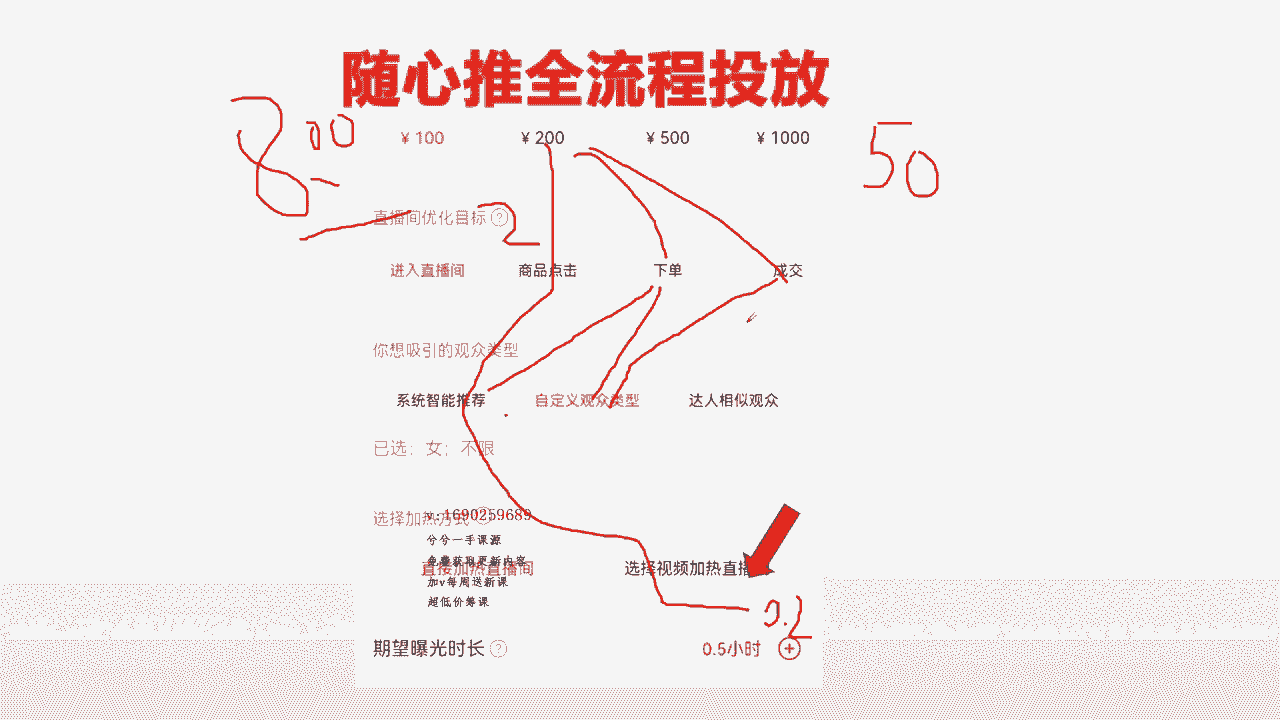 随心推全流程投放
800 ¥ 100 ¥ 200 ¥ 500 ¥ 1000 50
直播间优化目标 ? 2
进入直播间 商品点击 下单 成交
你想吸引的观众类型
系统智能推荐 自定义观众类型 达人相似观众
已选：女；不限
选择加热方式
v:1690259689
兮兮一手课源
免费获取更新内容
直接加热直播间 选择视频加热直播
加v每周送新课
超低价筹课
期望曝光时长 ? 0.5小时 +